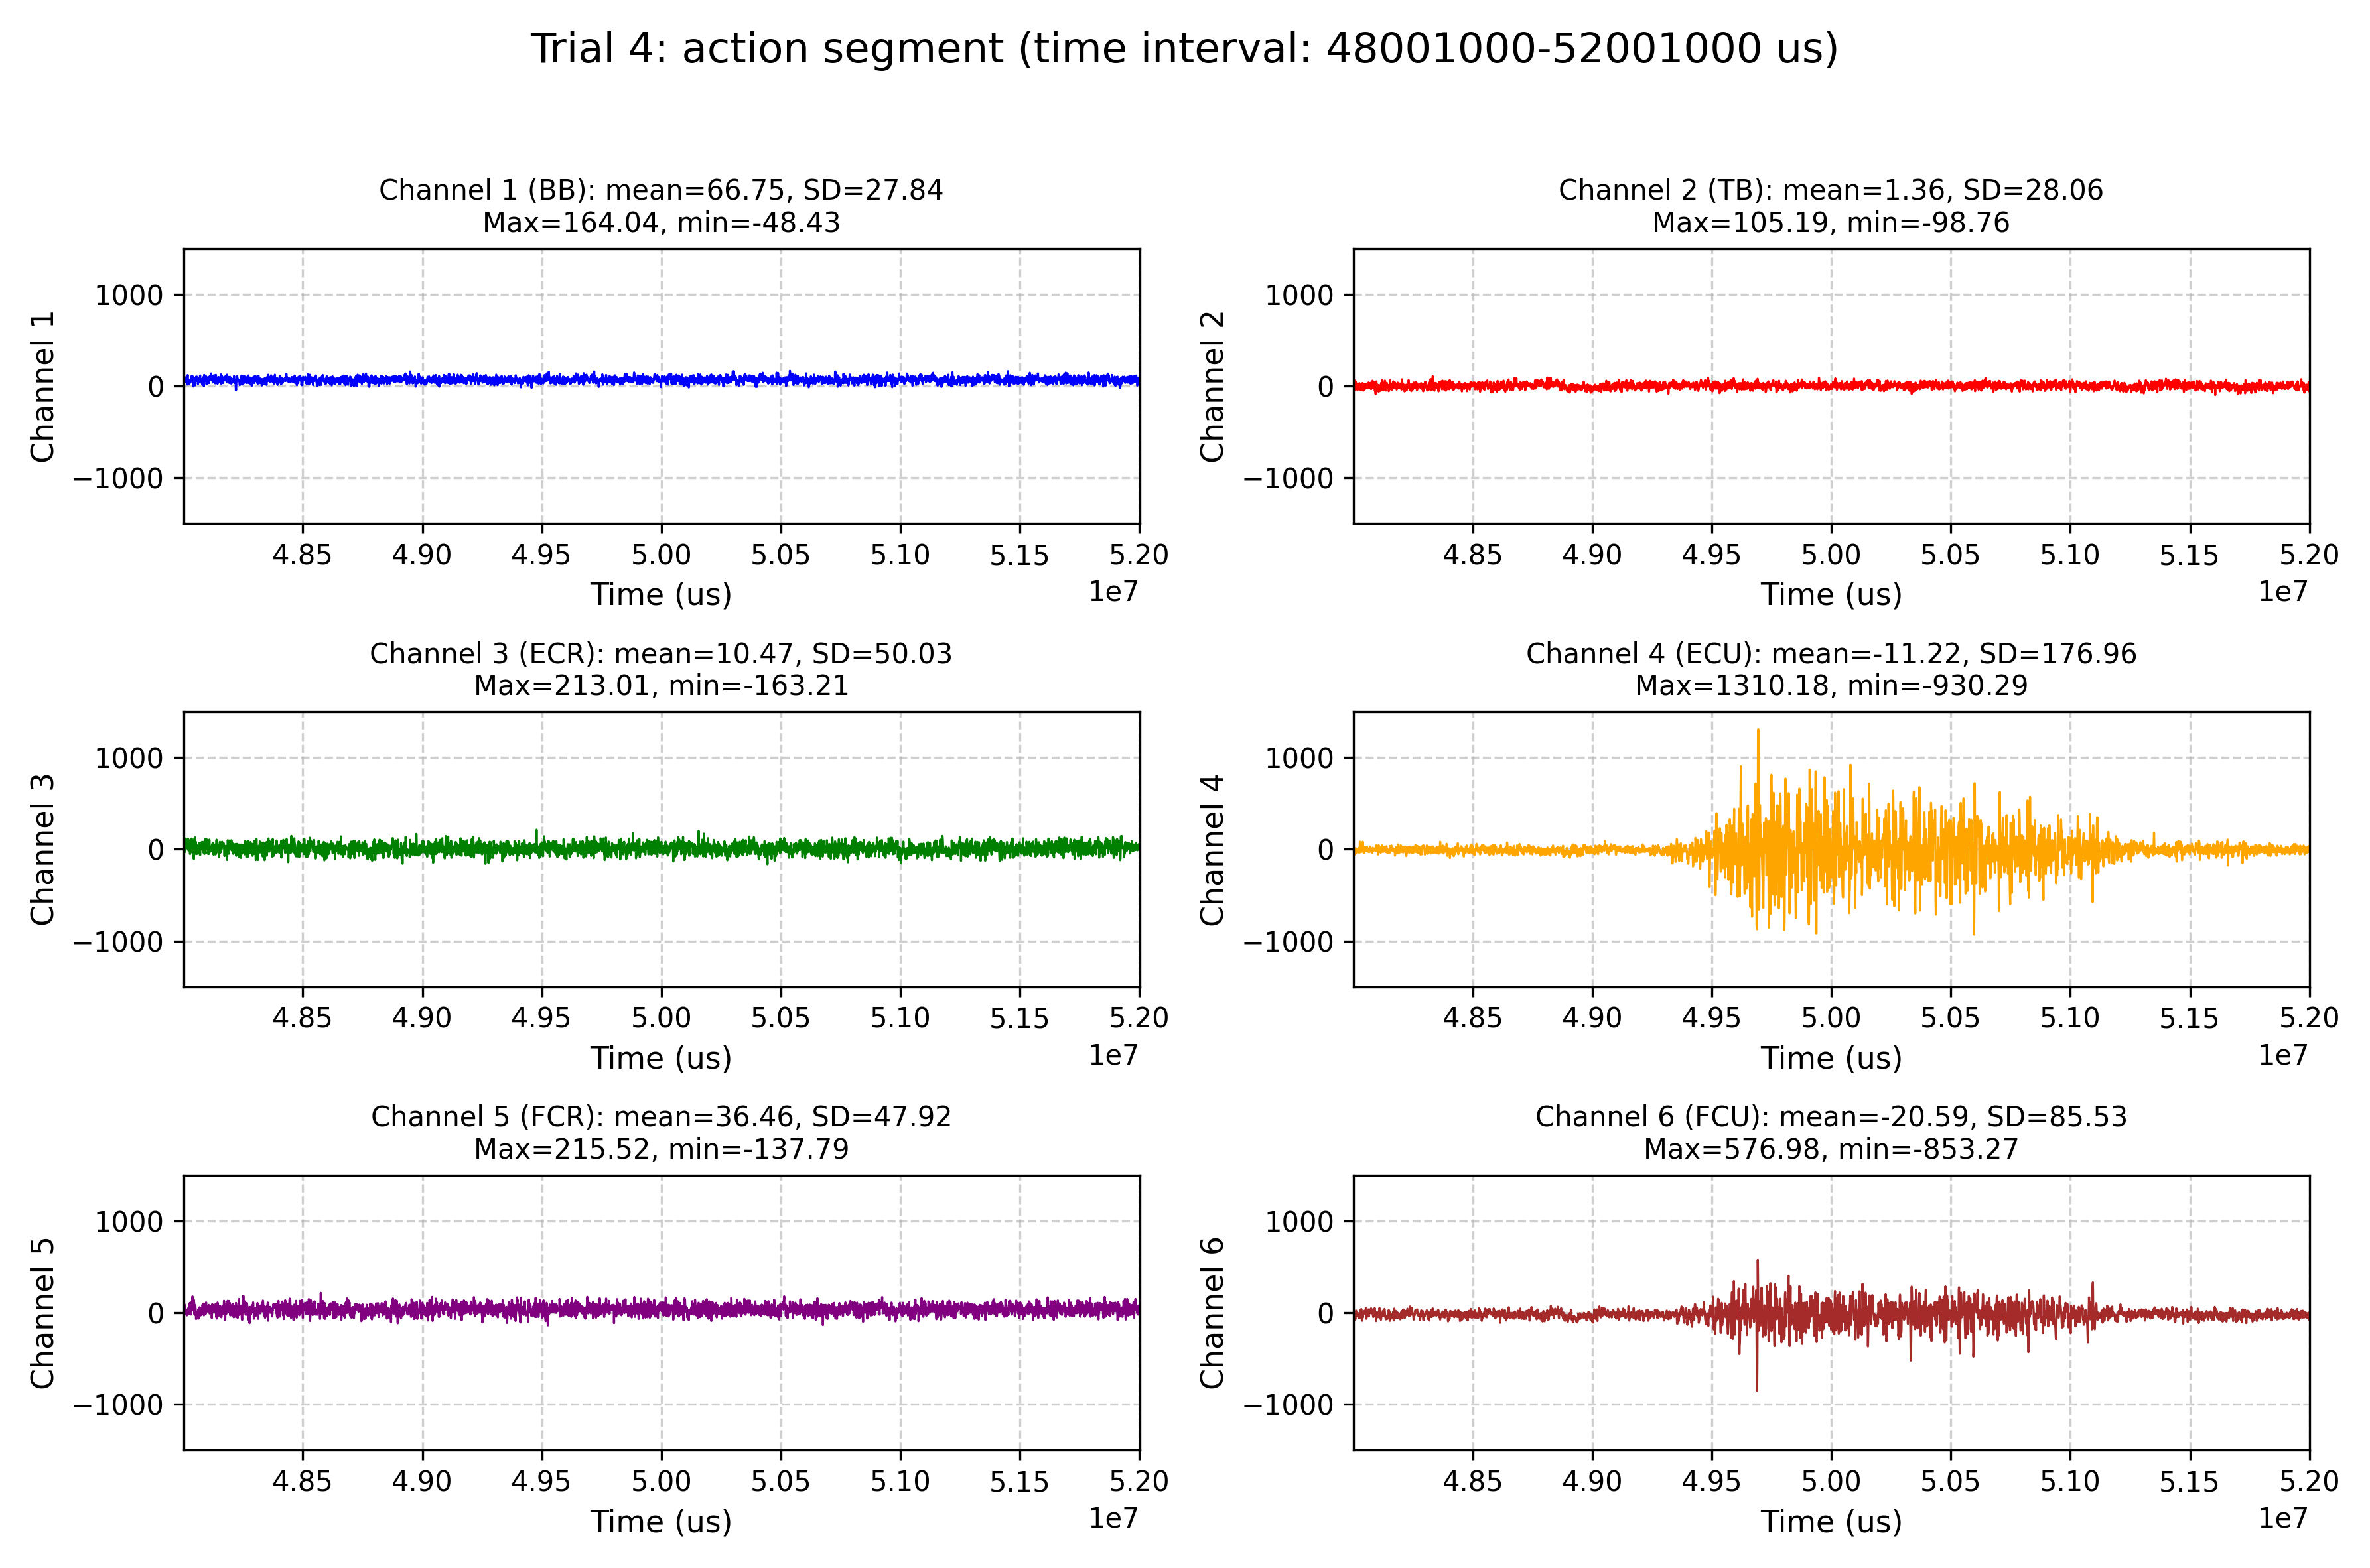 Trial 4: action segment (time interval: 48001000-52001000 us)
Channel 1 (BB): mean=66.75, SD=27.84
Max=164.04, min=-48.43
Channel 1
1000
0
−1000
4.85 4.90 4.95 5.00 5.05 5.10 5.15 5.20
Time (us)
1e7
Channel 2 (TB): mean=1.36, SD=28.06
Max=105.19, min=-98.76
Channel 2
1000
0
−1000
4.85 4.90 4.95 5.00 5.05 5.10 5.15 5.20
Time (us)
1e7
Channel 3 (ECR): mean=10.47, SD=50.03
Max=213.01, min=-163.21
Channel 3
1000
0
−1000
4.85 4.90 4.95 5.00 5.05 5.10 5.15 5.20
Time (us)
1e7
Channel 4 (ECU): mean=-11.22, SD=176.96
Max=1310.18, min=-930.29
Channel 4
1000
0
−1000
4.85 4.90 4.95 5.00 5.05 5.10 5.15 5.20
Time (us)
1e7
Channel 5 (FCR): mean=36.46, SD=47.92
Max=215.52, min=-137.79
Channel 5
1000
0
−1000
4.85 4.90 4.95 5.00 5.05 5.10 5.15 5.20
Time (us)
1e7
Channel 6 (FCU): mean=-20.59, SD=85.53
Max=576.98, min=-853.27
Channel 6
1000
0
−1000
4.85 4.90 4.95 5.00 5.05 5.10 5.15 5.20
Time (us)
1e7